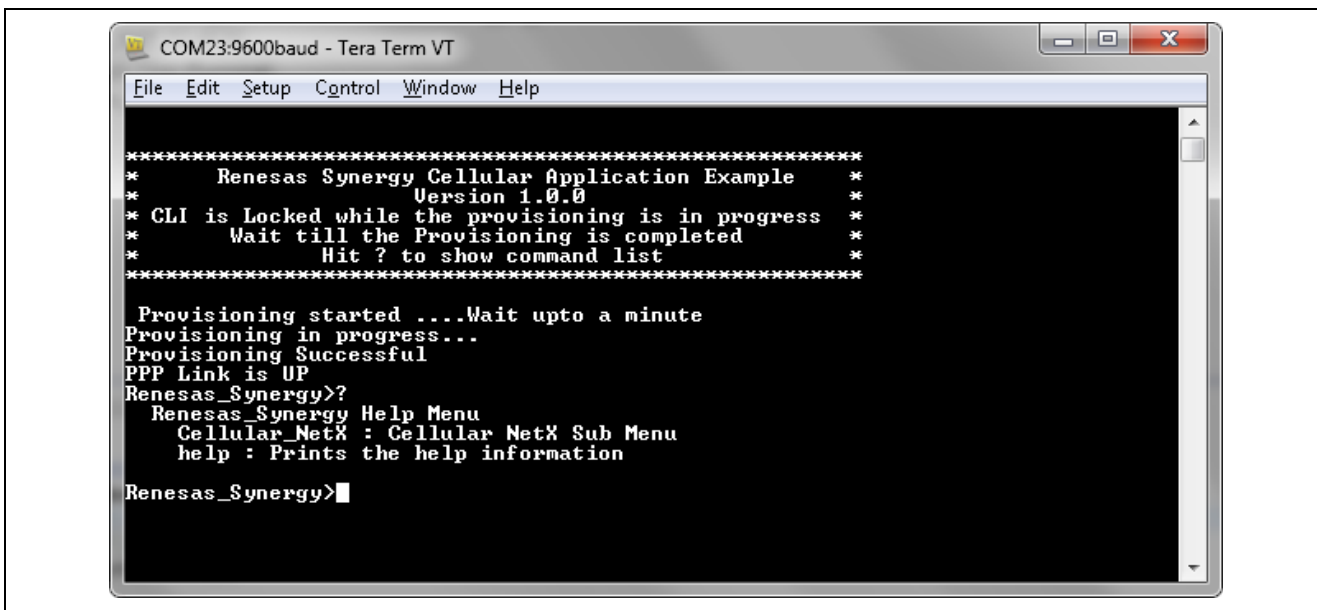 COM23:9600baud - Tera Term VT
File Edit Setup Control Window Help
***********************************************************
* Renesas Synergy Cellular Application Example *
* Version 1.0.0 *
* CLI is Locked while the provisioning is in progress *
* Wait till the Provisioning is completed *
* Hit ? to show command list *
***********************************************************
Provisioning started ....Wait upto a minute
Provisioning in progress...
Provisioning Successful
PPP Link is UP
Renesas_Synergy>?
Renesas_Synergy Help Menu
Cellular_NetX : Cellular NetX Sub Menu
help : Prints the help information
Renesas_Synergy>